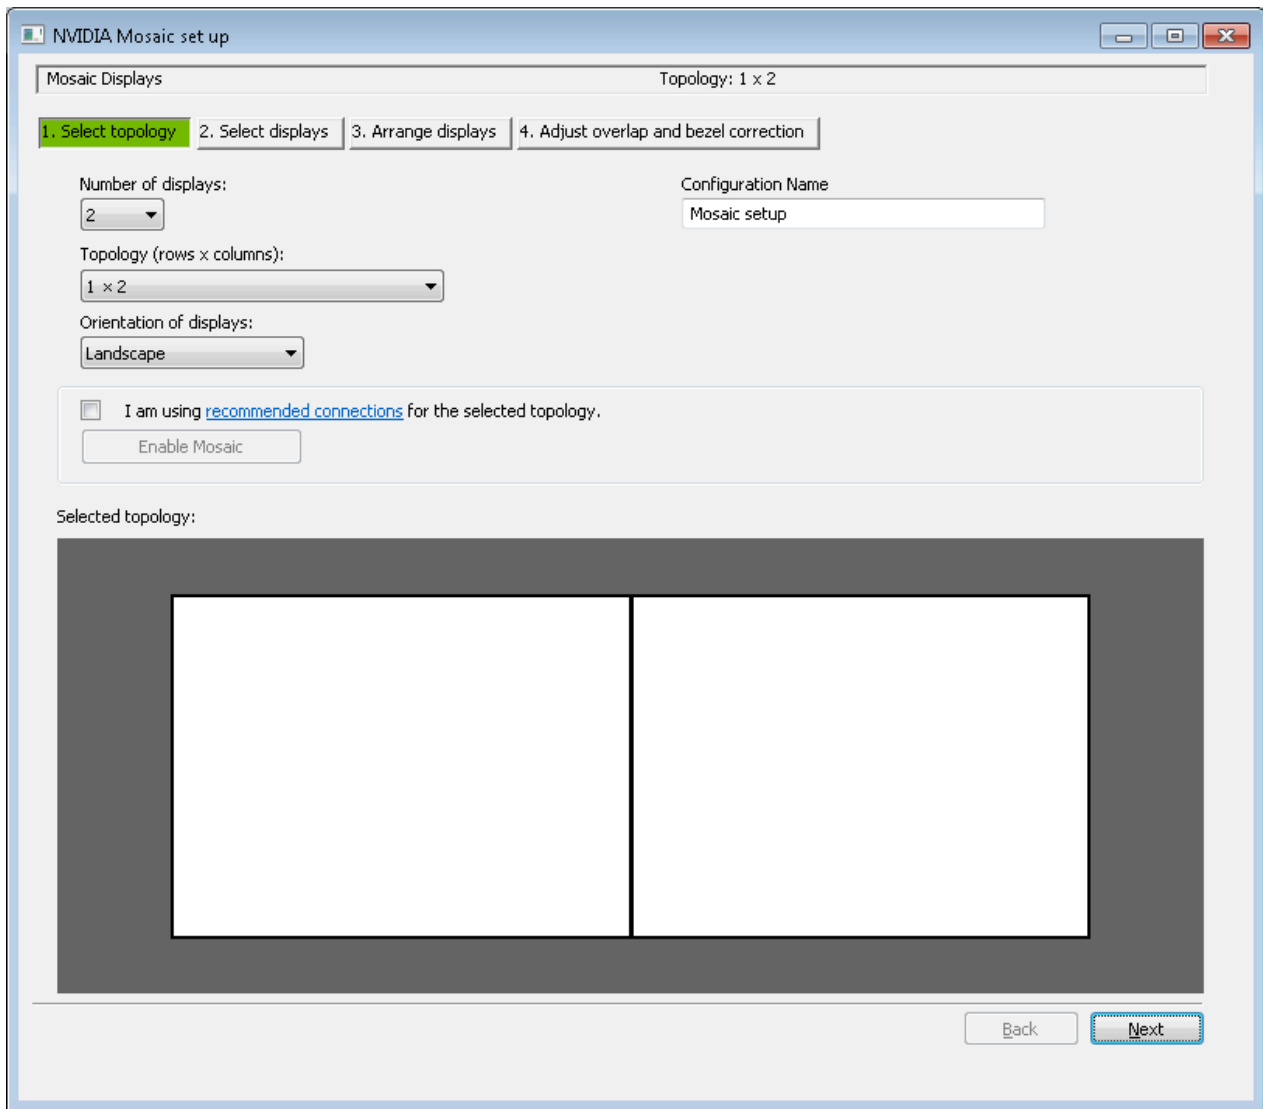 NVIDIA Mosaic set up
Mosaic Displays Topology: 1 x 2
1. Select topology 2. Select displays 3. Arrange displays 4. Adjust overlap and bezel correction
Number of displays: Configuration Name
2 Mosaic setup
Topology (rows x columns):
1 x 2
Orientation of displays:
Landscape
I am using recommended connections for the selected topology.
Enable Mosaic
Selected topology:
Back Next